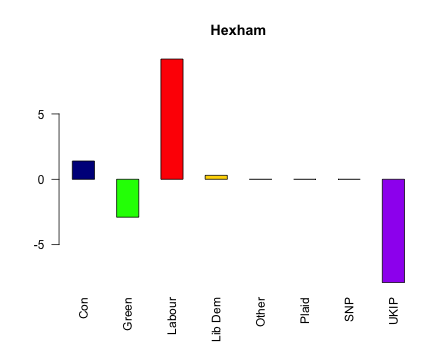 Hexham
5
0
-5
Con
Green
Labour
Lib Dem
Other
Plaid
SNP
UKIP